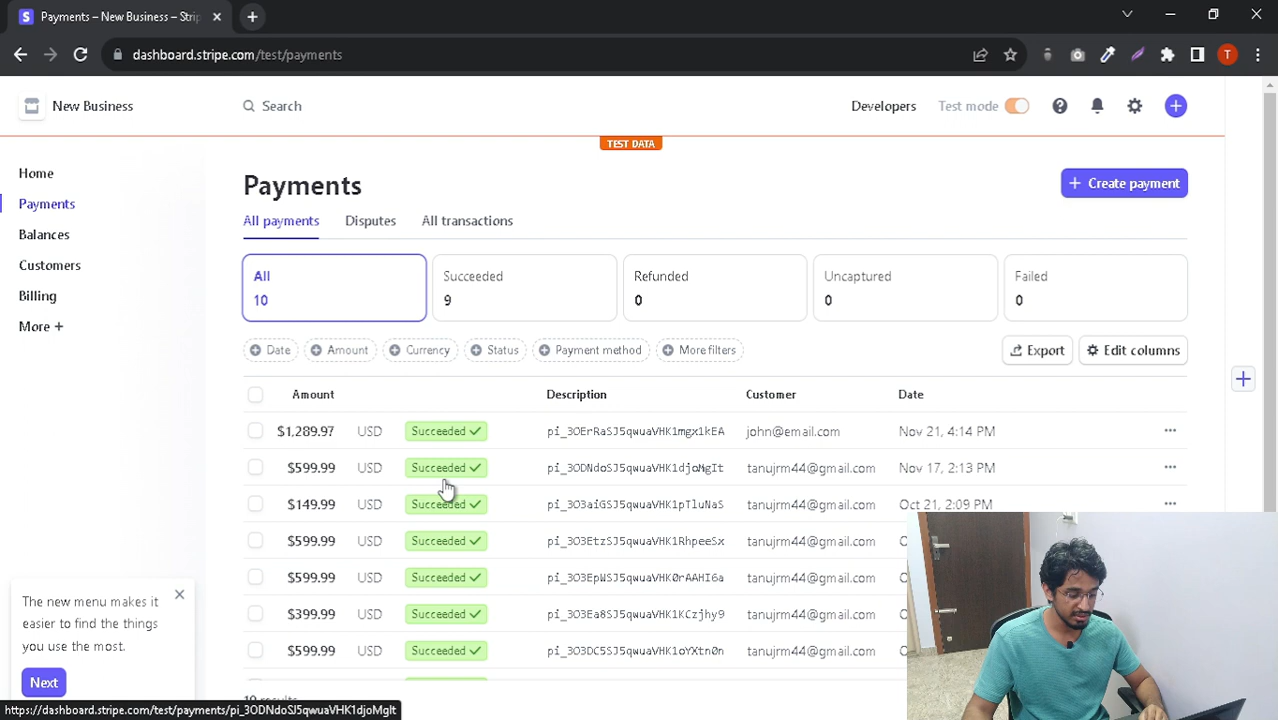 S Payments – New Business – Strip
dashboard.stripe.com/test/payments
T
New Business
Search
Developers
Test mode
TEST DATA
Home
Payments
Balances
Customers
Billing
More +
Payments
+ Create payment
All payments Disputes All transactions
All
10
Succeeded
9
Refunded
0
Uncaptured
0
Failed
0
Date
Amount
Currency
Status
Payment method
More filters
Export
Edit columns
Amount Description Customer Date
$1,289.97 USD Succeeded pi_3OErRaSJ5qwuaVHK1mgx1kEA john@email.com Nov 21, 4:14 PM
$599.99 USD Succeeded pi_3ODNdoSJ5qwuaVHK1djoMgIt tanujrm44@gmail.com Nov 17, 2:13 PM
$149.99 USD Succeeded pi_3O3aiGSJ5qwuaVHK1pTluNaS tanujrm44@gmail.com Oct 21, 2:09 PM
$599.99 USD Succeeded pi_3O3EtzSJ5qwuaVHK1RhpeeSx tanujrm44@gmail.com O
$599.99 USD Succeeded pi_3O3EpWSJ5qwuaVHK0rAAHI6a tanujrm44@gmail.com O
$399.99 USD Succeeded pi_3O3Ea8SJ5qwuaVHK1KCzjhy9 tanujrm44@gmail.com O
$599.99 USD Succeeded pi_3O3DC5SJ5qwuaVHK1oYXtn0n tanujrm44@gmail.com O
10 results
The new menu makes it
easier to find the things
you use the most.
Next
https://dashboard.stripe.com/test/payments/pi_3ODNdoSJ5qwuaVHK1djoMgIt